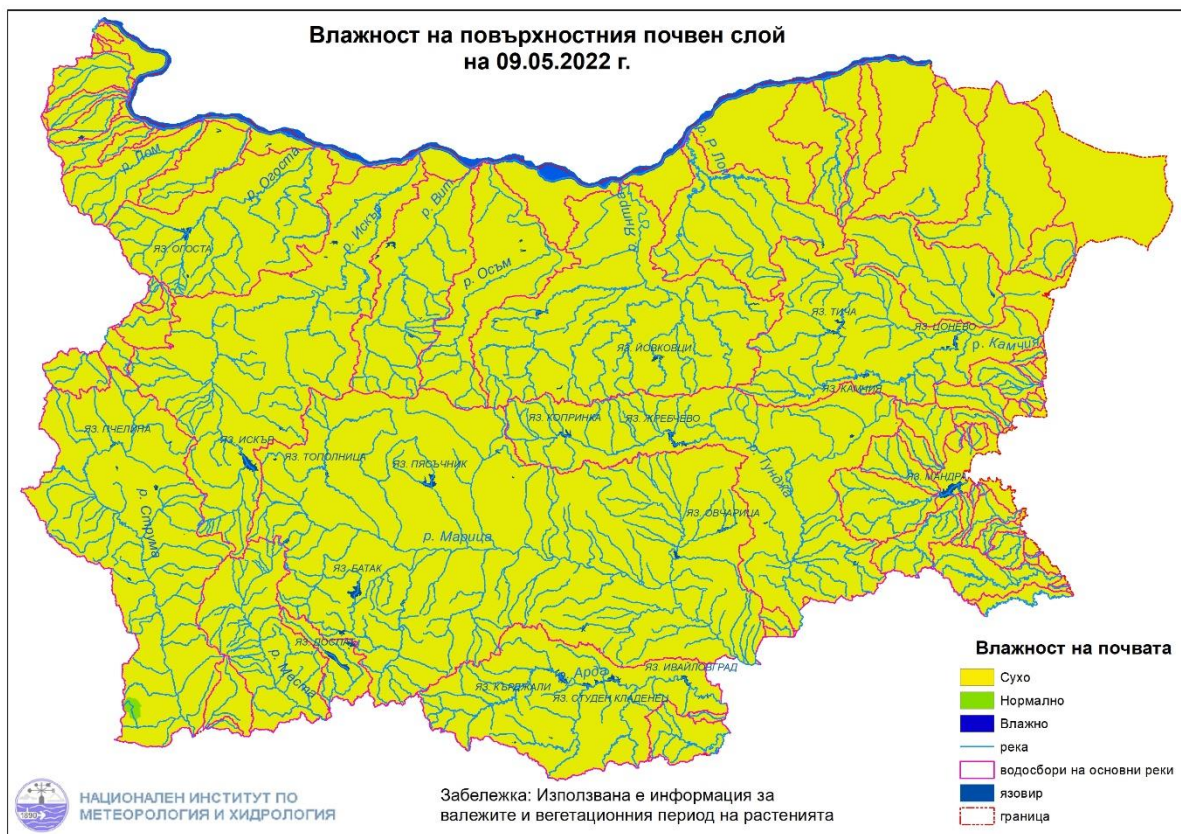 Влажност на повърхностния почвен слой
на 09.05.2022 г.
р. Лом
р. Огоста
р. Искър
р. Вит
р. Осъм
р. Янтра
р. Р Лом
ЯЗ. ОГОСТА
ЯЗ. ТИЧА
ЯЗ. ЦОНЕВО
р. Камчия
ЯЗ. ЙОВКОВЦИ
ЯЗ. КАМЧИЯ
ЯЗ. КОПРИНКА
ЯЗ. ЖРЕБЧЕВО
ЯЗ. ПЧЕЛИНА
ЯЗ. ИСКЪР
ЯЗ. ТОПОЛНИЦА
ЯЗ. ПЯСЪЧНИК
р. Тунджа
ЯЗ. МАНДРА
р. Струма
ЯЗ. ОВЧАРИЦА
р. Марица
ЯЗ. БАТАК
ЯЗ. ДОСПАТ
р. Места
Арда
ЯЗ. ИВАЙЛОВГРАД
ЯЗ. КЪРДЖАЛИ
ЯЗ. СТУДЕН КЛАДЕНЕЦ
Влажност на почвата
Сухо
Нормално
Влажно
река
водосбори на основни реки
язовир
граница
1890
НАЦИОНАЛЕН ИНСТИТУТ ПО
МЕТЕОРОЛОГИЯ И ХИДРОЛОГИЯ
Забележка: Използвана е информация за
валежите и вегетационния период на растенията